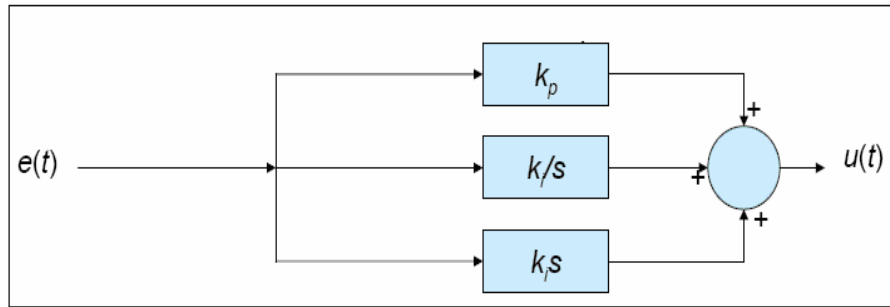 k_p
+
e(t)
k_i/s
+
u(t)
+
k_i s